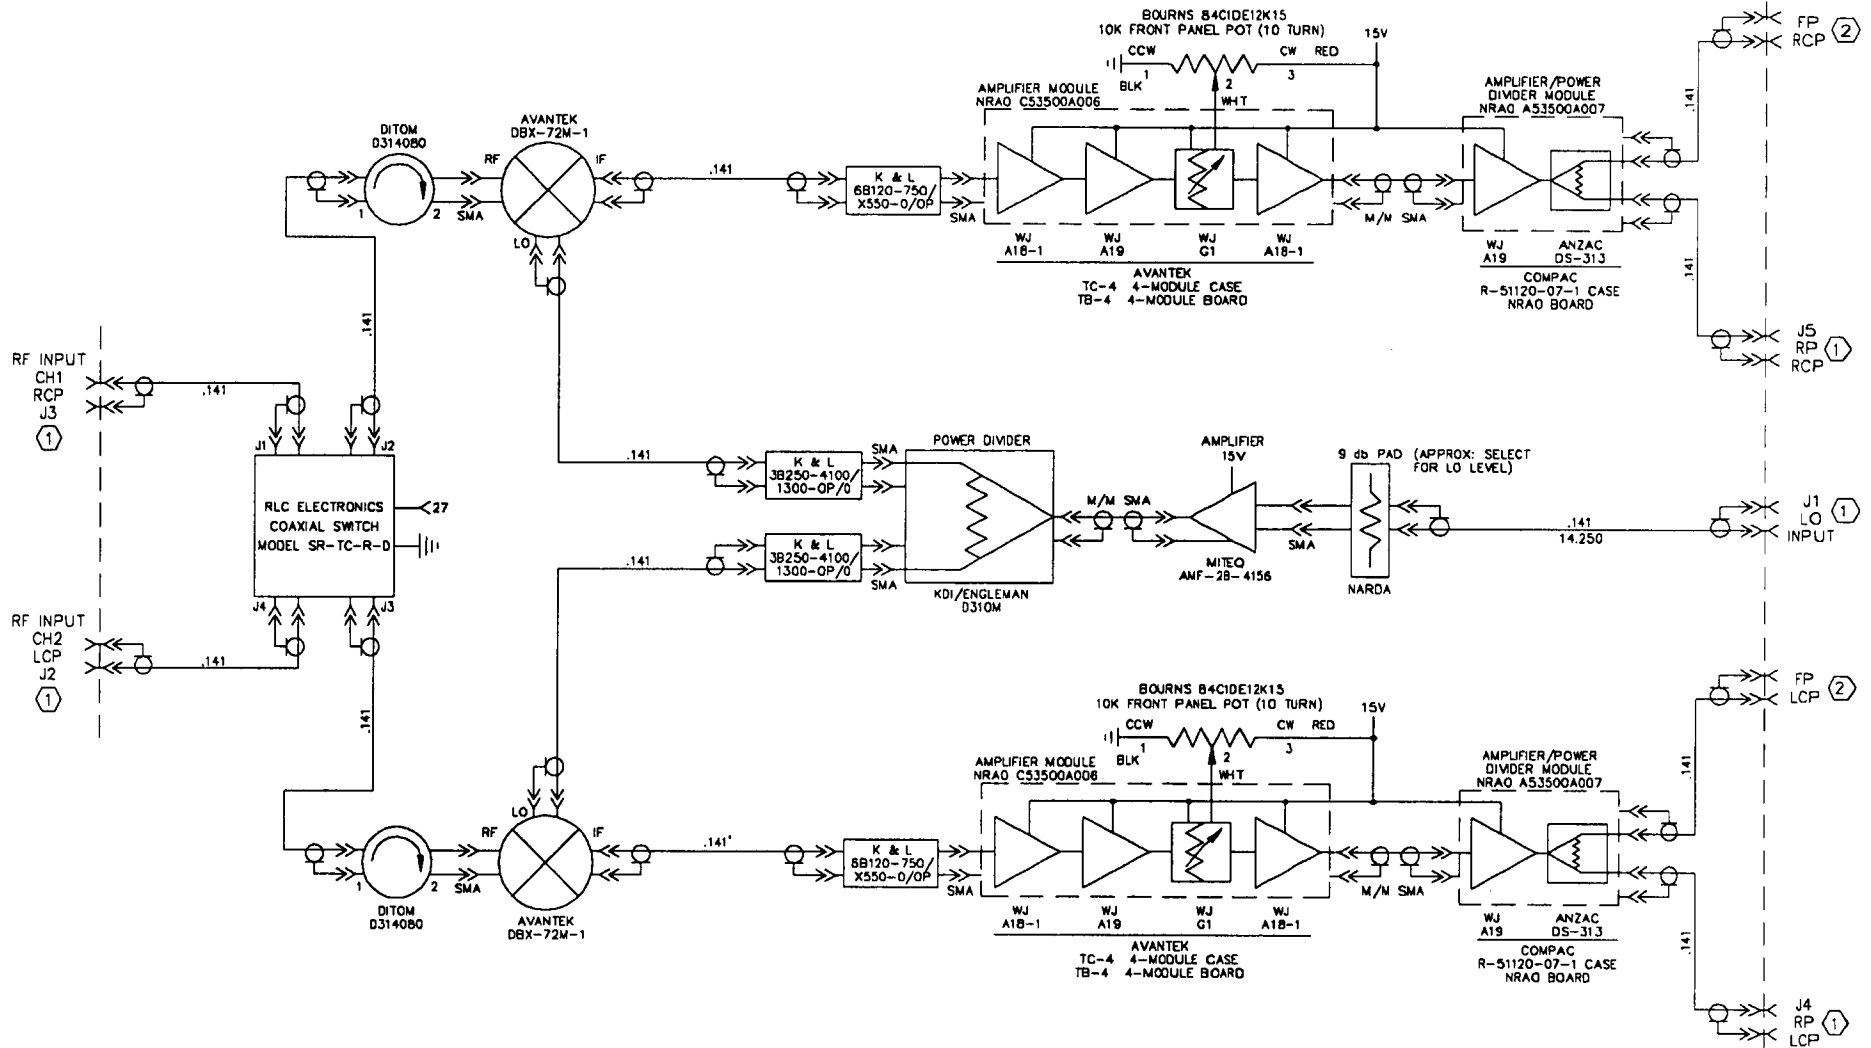 BOURNS 84C1DE12K15
10K FRONT PANEL POT (10 TURN)
CCW
CW RED
15V
1
2
3
BLK
WHT
AMPLIFIER MODULE
NRAO C53500A006
AMPLIFIER/POWER
DIVIDER MODULE
NRAO A53500A007
FP
RCP
2
.141
DITOM
D314080
1
2
SMA
AVANTEK
DBX-72M-1
RF
IF
LO
.141
K & L
6B120-750/
X550-O/OP
SMA
M/M SMA
WJ
A18-1
WJ
A19
WJ
G1
WJ
A18-1
AVANTEK
TC-4 4-MODULE CASE
TB-4 4-MODULE BOARD
WJ
A19
ANZAC
DS-313
COMPAC
R-51120-07-1 CASE
NRAO BOARD
.141
J5
RP
RCP
1
.141
RF INPUT
CH1
RCP
J3
1
.141
J1
J2
RLC ELECTRONICS
COAXIAL SWITCH
MODEL SR-TC-R-D
27
J4
J3
RF INPUT
CH2
LCP
J2
1
.141
.141
.141
K & L
3B250-4100/
1300-OP/O
SMA
POWER DIVIDER
.141
K & L
3B250-4100/
1300-OP/O
SMA
KDI/ENGLEMAN
D310M
M/M SMA
AMPLIFIER
15V
MITEQ
AMF-2B-4156
SMA
9 db PAD (APPROX: SELECT
FOR LO LEVEL)
NARDA
.141
14.250
J1
LO
INPUT
1
BOURNS 84C1DE12K15
10K FRONT PANEL POT (10 TURN)
CCW
CW RED
15V
1
2
3
BLK
WHT
AMPLIFIER MODULE
NRAO C53500A006
AMPLIFIER/POWER
DIVIDER MODULE
NRAO A53500A007
FP
LCP
2
.141
DITOM
D314080
1
2
SMA
LO
RF
IF
AVANTEK
DBX-72M-1
.141'
K & L
6B120-750/
X550-O/OP
SMA
M/M SMA
WJ
A18-1
WJ
A19
WJ
G1
WJ
A18-1
AVANTEK
TC-4 4-MODULE CASE
TB-4 4-MODULE BOARD
WJ
A19
ANZAC
DS-313
COMPAC
R-51120-07-1 CASE
NRAO BOARD
.141
J4
RP
LCP
1